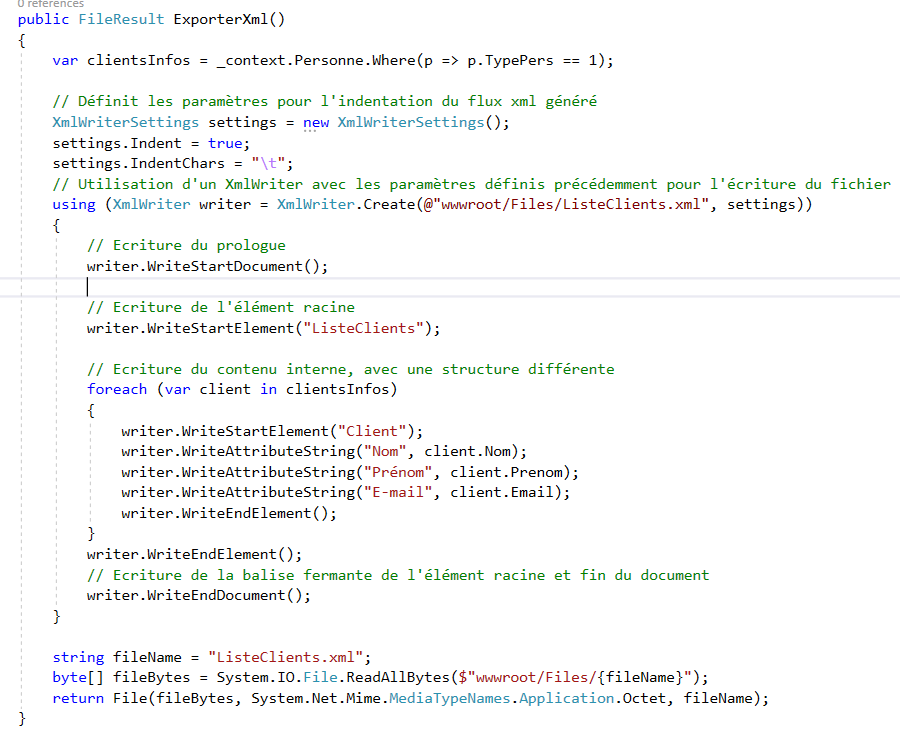 0 references
public FileResult ExporterXml()
{
    var clientsInfos = _context.Personne.Where(p => p.TypePers == 1);

    // Définit les paramètres pour l'indentation du flux xml généré
    XmlWriterSettings settings = new XmlWriterSettings();
    settings.Indent = true;
    settings.IndentChars = "\t";
    // Utilisation d'un XmlWriter avec les paramètres définis précédemment pour l'écriture du fichier
    using (XmlWriter writer = XmlWriter.Create(@"wwwroot/Files/ListeClients.xml", settings))
    {
        // Ecriture du prologue
        writer.WriteStartDocument();

        // Ecriture de l'élément racine
        writer.WriteStartElement("ListeClients");

        // Ecriture du contenu interne, avec une structure différente
        foreach (var client in clientsInfos)
        {
            writer.WriteStartElement("Client");
            writer.WriteAttributeString("Nom", client.Nom);
            writer.WriteAttributeString("Prénom", client.Prenom);
            writer.WriteAttributeString("E-mail", client.Email);
            writer.WriteEndElement();
        }
        writer.WriteEndElement();
        // Ecriture de la balise fermante de l'élément racine et fin du document
        writer.WriteEndDocument();
    }

    string fileName = "ListeClients.xml";
    byte[] fileBytes = System.IO.File.ReadAllBytes($"wwwroot/Files/{fileName}");
    return File(fileBytes, System.Net.Mime.MediaTypeNames.Application.Octet, fileName);
}